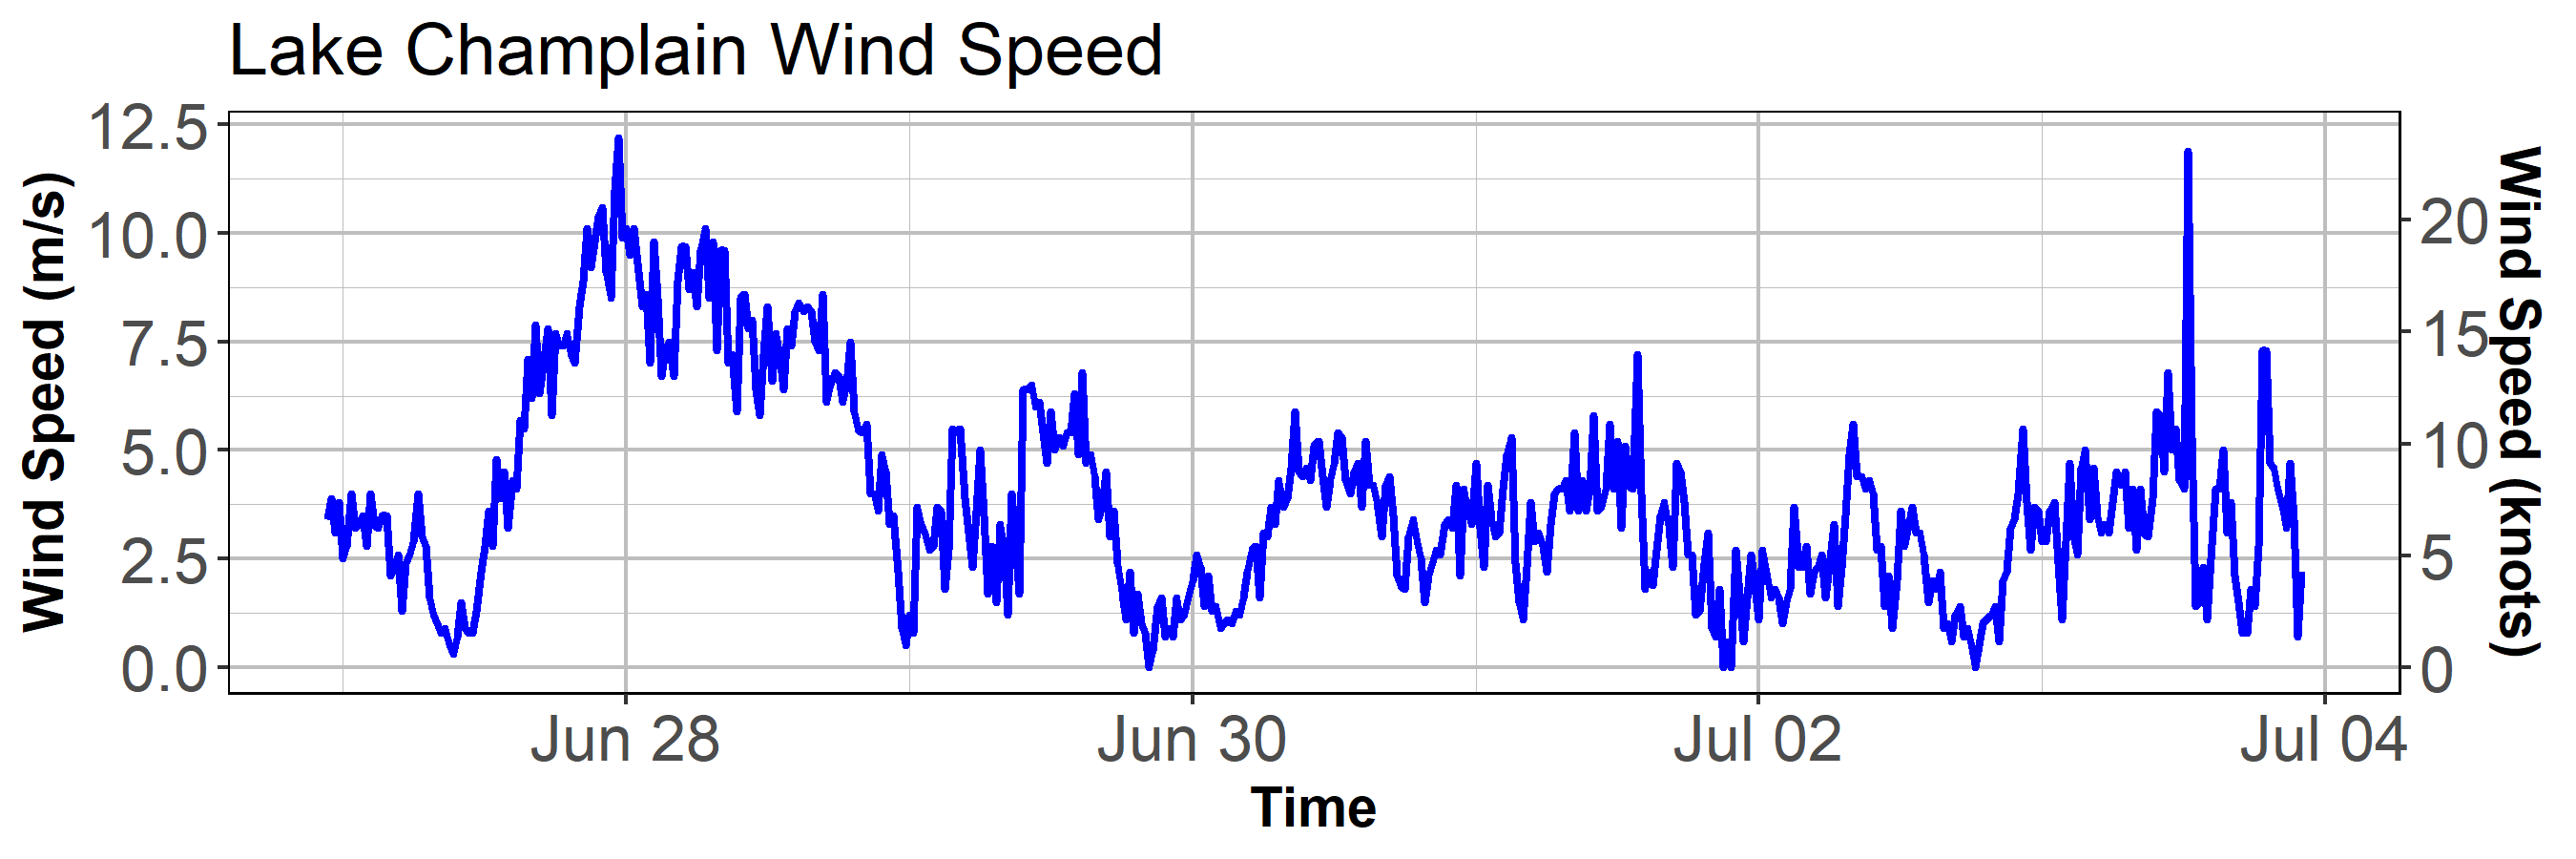 Lake Champlain Wind Speed
Wind Speed (m/s)
12.5
10.0
7.5
5.0
2.5
0.0
20
15
10
5
0
Wind Speed (knots)
Jun 28
Jun 30
Jul 02
Jul 04
Time